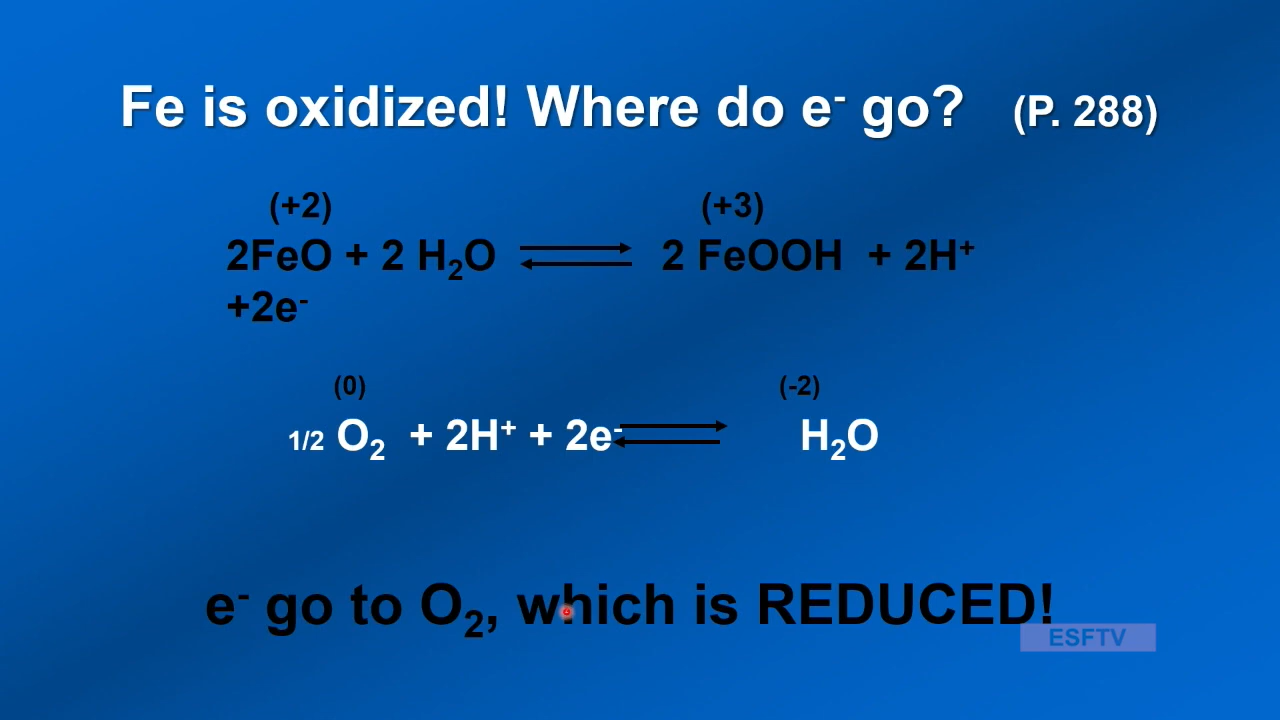 Fe is oxidized! Where do e⁻ go? (P. 288)
(+2) (+3)
2FeO + 2 H₂O ⇌ 2 FeOOH + 2H⁺
+2e⁻
(0) (-2)
1/2 O₂ + 2H⁺ + 2e⁻ ⇌ H₂O
e⁻ go to O₂, which is REDUCED!
ESFTV